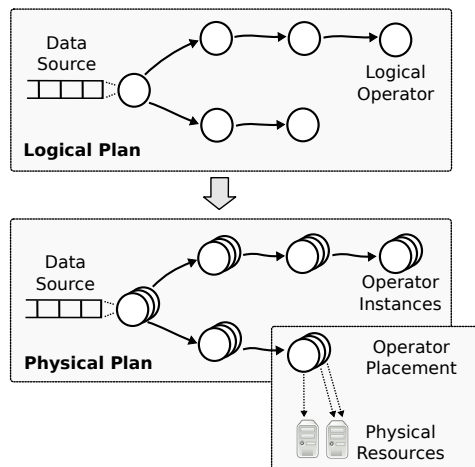 Data
Source
Logical
Operator
Logical Plan
Data
Source
Operator
Instances
Physical Plan
Operator
Placement
Physical
Resources